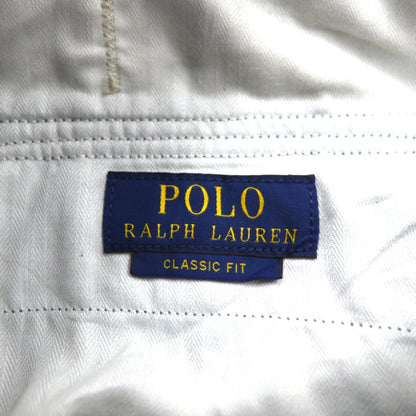 POLO
RALPH LAUREN
CLASSIC FIT